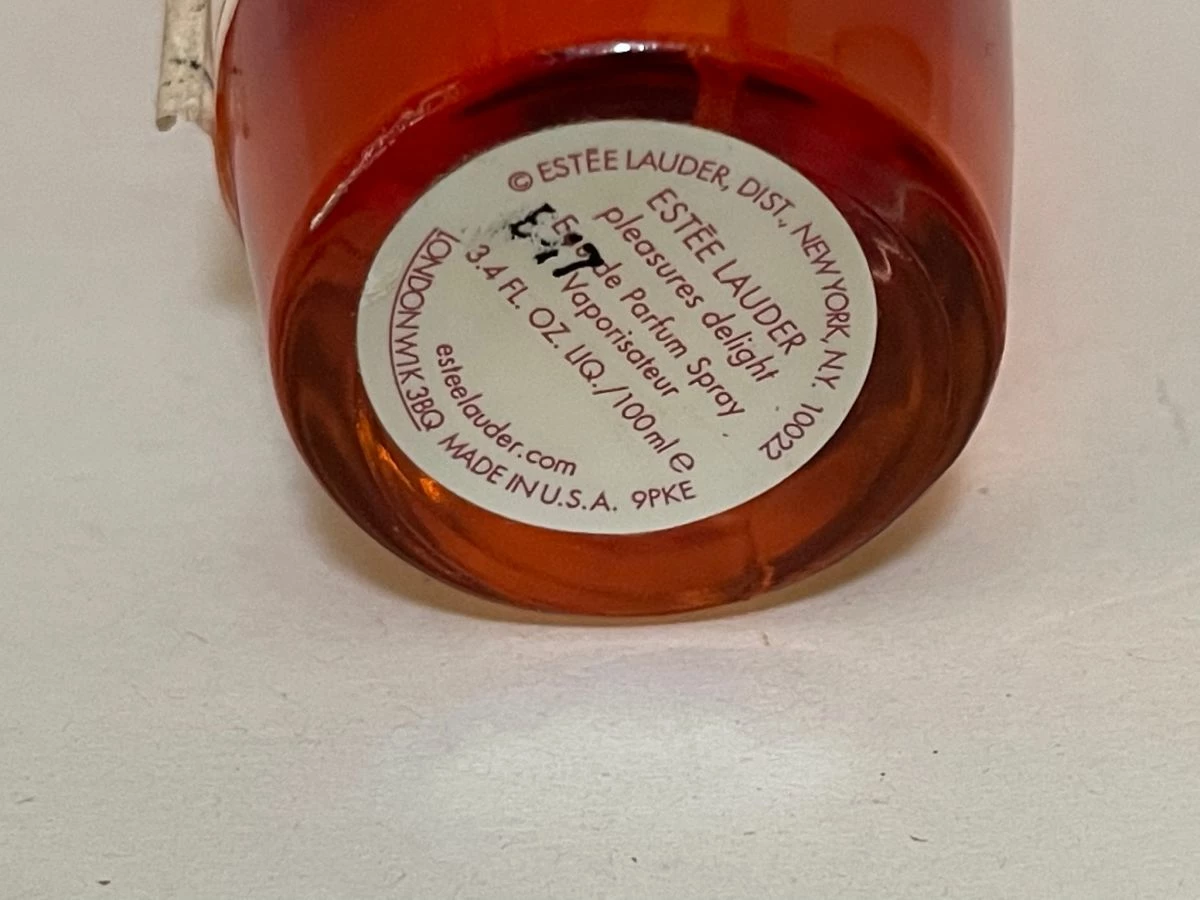 © ESTĒE LAUDER, DIST., NEW YORK, N.Y. 10022
ESTĒE LAUDER
pleasures delight
Eau de Parfum Spray
Vaporisateur
3.4 FL. OZ. LIQ./100ml ℮
esteelauder.com
LONDON W1K 3BQ MADE IN U.S.A. 9PKE